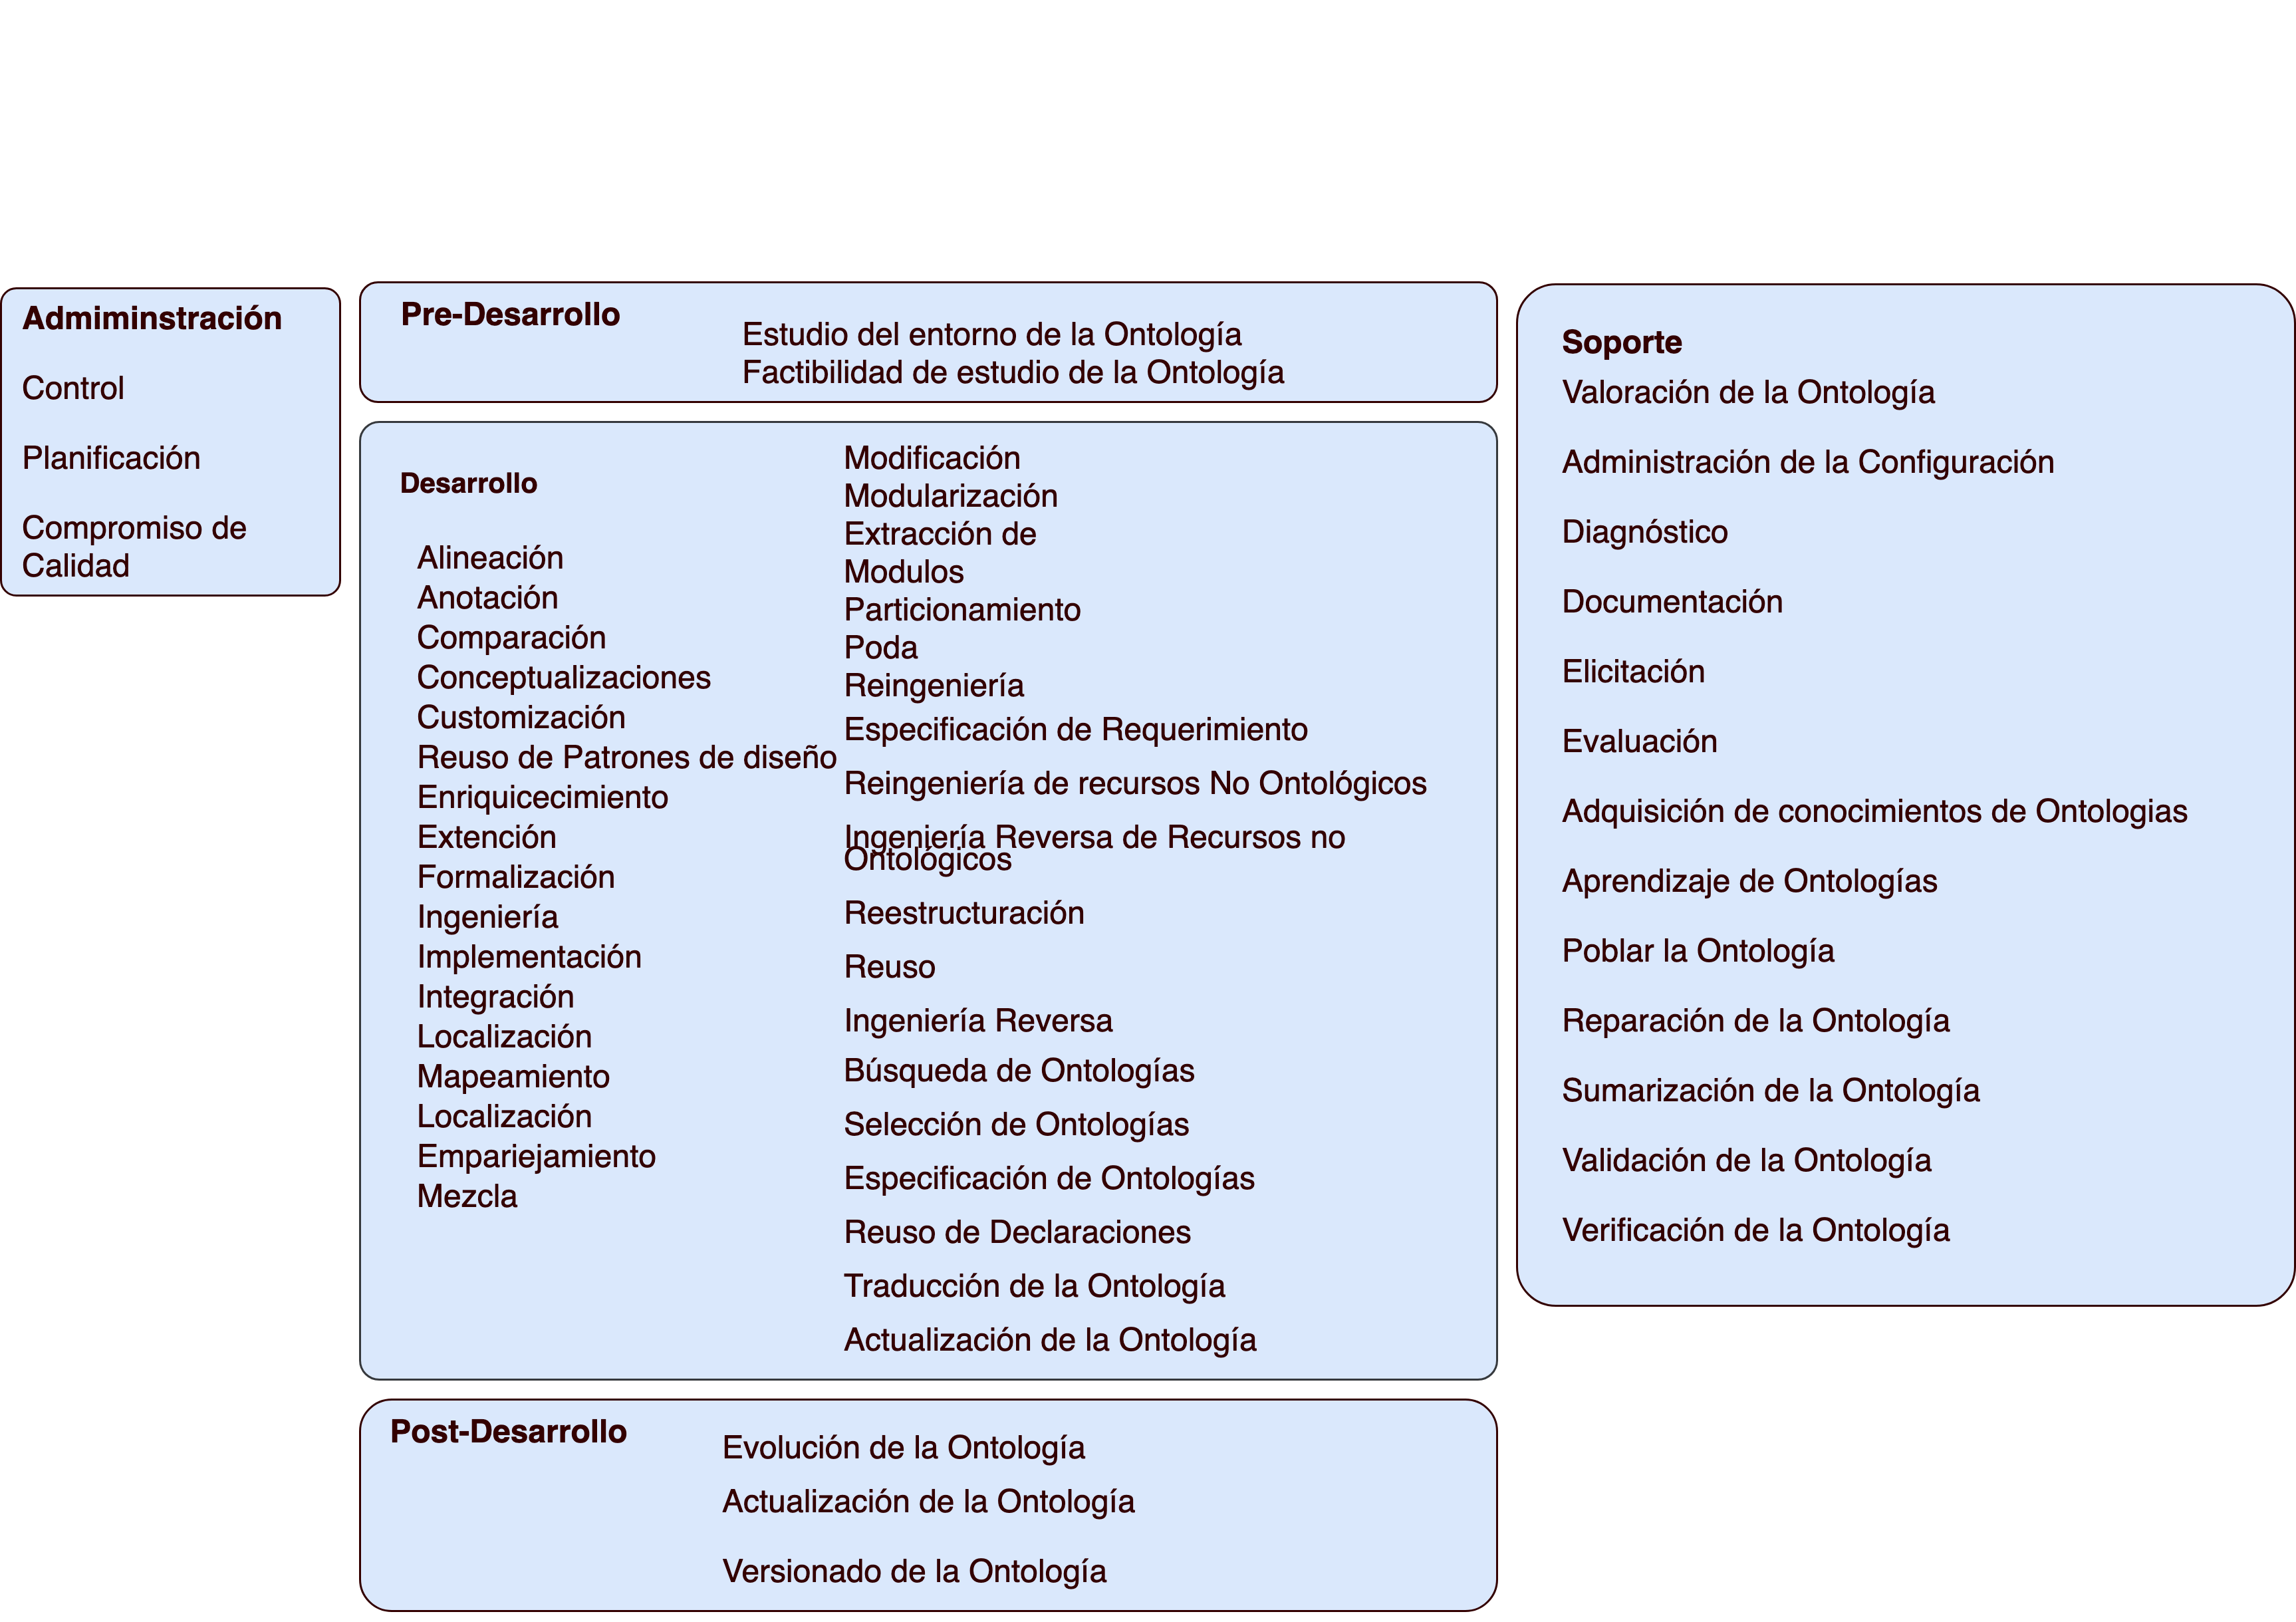 Admiminstración
Control
Planificación
Compromiso de
Calidad
Pre-Desarrollo
Estudio del entorno de la Ontología
Factibilidad de estudio de la Ontología
Desarrollo
Alineación
Anotación
Comparación
Conceptualizaciones
Customización
Reuso de Patrones de diseño
Enriquicecimiento
Extención
Formalización
Ingeniería
Implementación
Integración
Localización
Mapeamiento
Localización
Empariejamiento
Mezcla
Modificación
Modularización
Extracción de
Modulos
Particionamiento
Poda
Reingeniería
Especificación de Requerimiento
Reingeniería de recursos No Ontológicos
Ingeniería Reversa de Recursos no
Ontológicos
Reestructuración
Reuso
Ingeniería Reversa
Búsqueda de Ontologías
Selección de Ontologías
Especificación de Ontologías
Reuso de Declaraciones
Traducción de la Ontología
Actualización de la Ontología
Post-Desarrollo
Evolución de la Ontología
Actualización de la Ontología
Versionado de la Ontología
Soporte
Valoración de la Ontología
Administración de la Configuración
Diagnóstico
Documentación
Elicitación
Evaluación
Adquisición de conocimientos de Ontologias
Aprendizaje de Ontologías
Poblar la Ontología
Reparación de la Ontología
Sumarización de la Ontología
Validación de la Ontología
Verificación de la Ontología